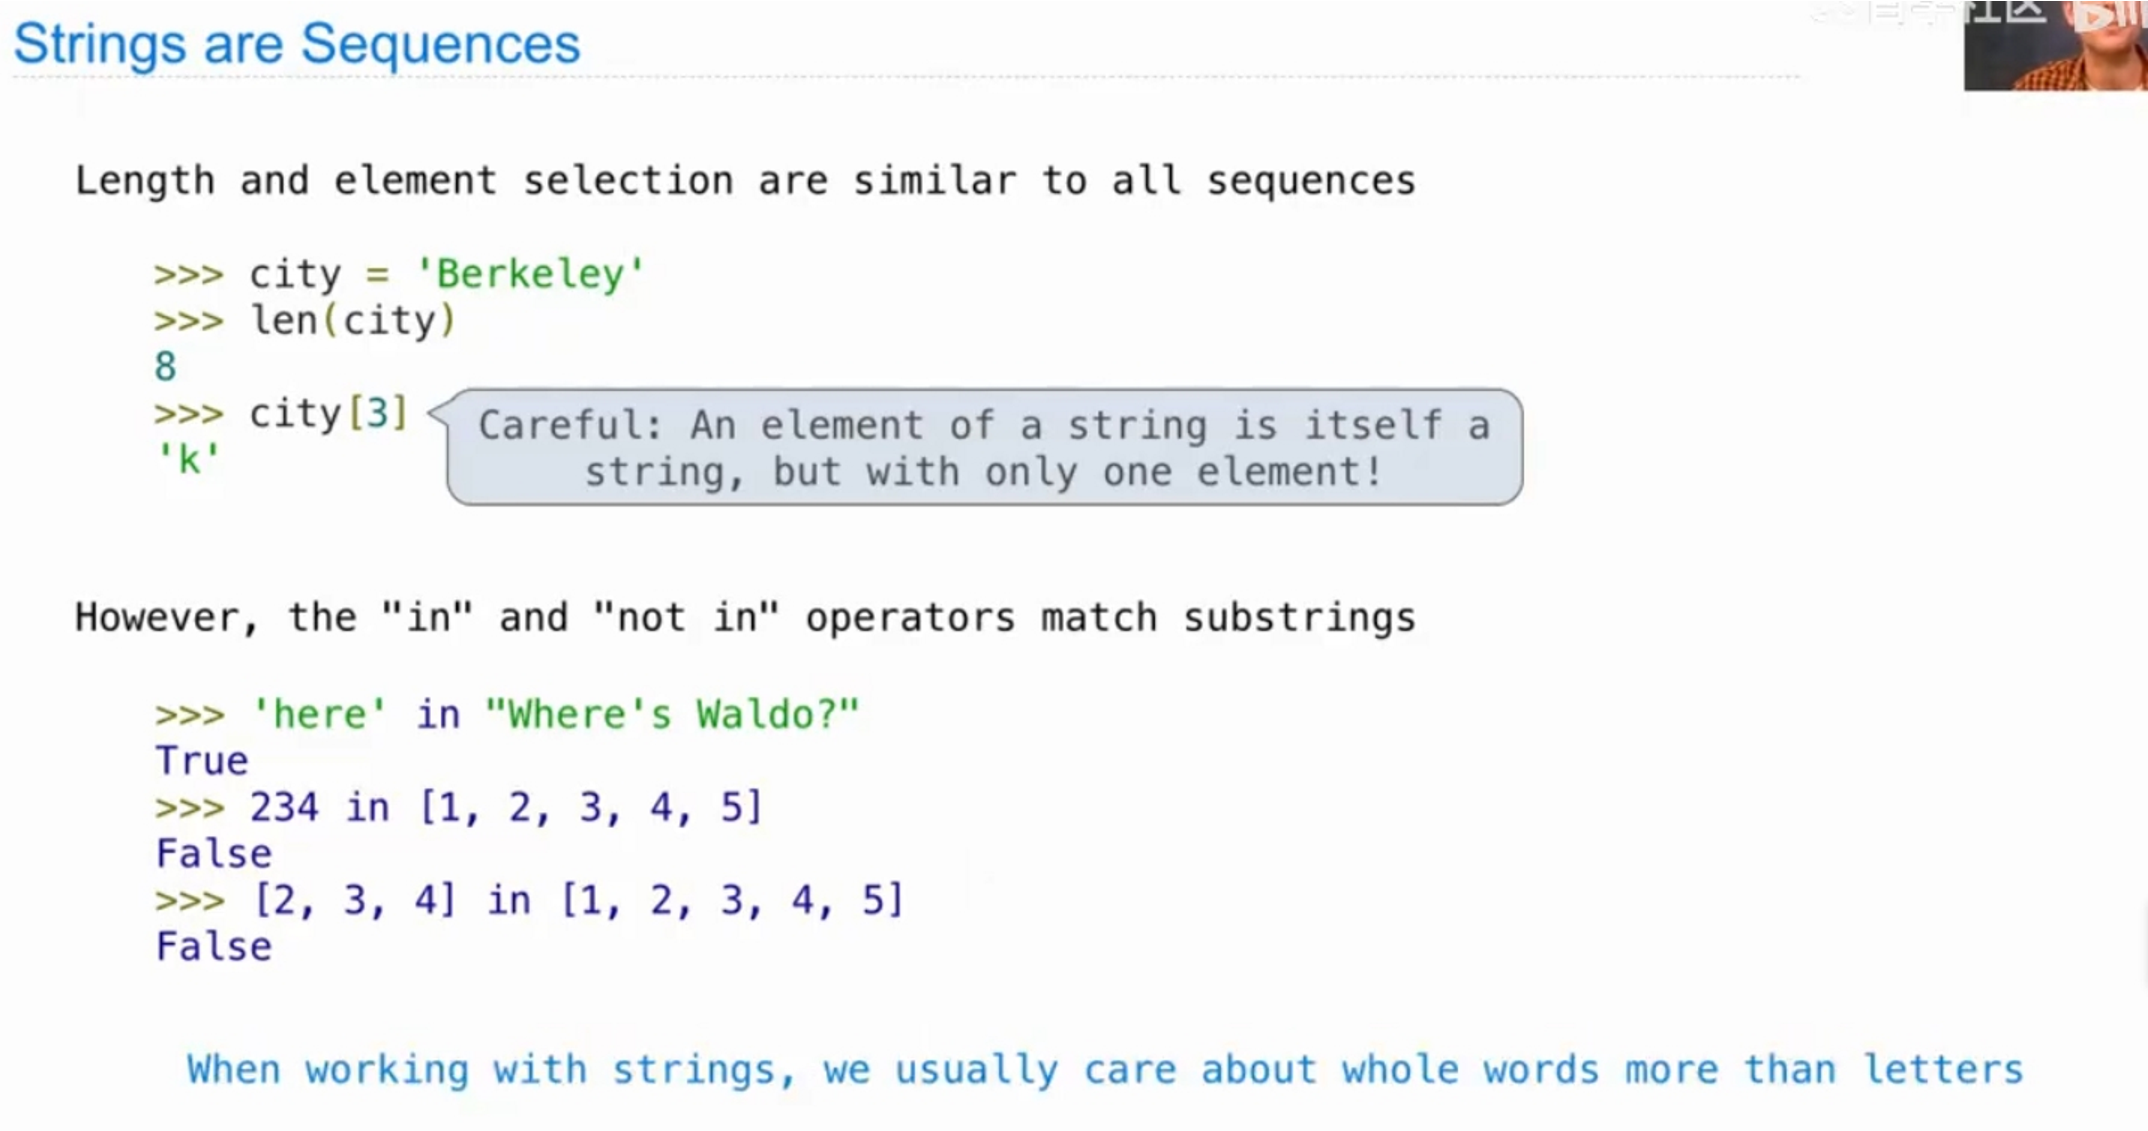 Strings are Sequences
Length and element selection are similar to all sequences
>>> city = 'Berkeley'
>>> len(city)
8
>>> city[3]
'k'
Careful: An element of a string is itself a
string, but with only one element!
However, the "in" and "not in" operators match substrings
>>> 'here' in "Where's Waldo?"
True
>>> 234 in [1, 2, 3, 4, 5]
False
>>> [2, 3, 4] in [1, 2, 3, 4, 5]
False
When working with strings, we usually care about whole words more than letters